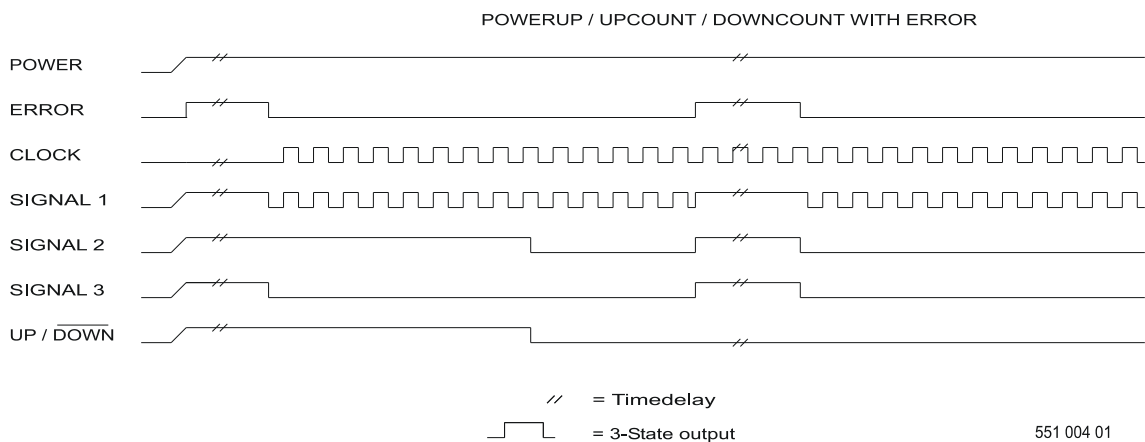 POWERUP / UPCOUNT / DOWNCOUNT WITH ERROR
POWER
ERROR
CLOCK
SIGNAL 1
SIGNAL 2
SIGNAL 3
UP / DOWN
// = Timedelay
= 3-State output
551 004 01